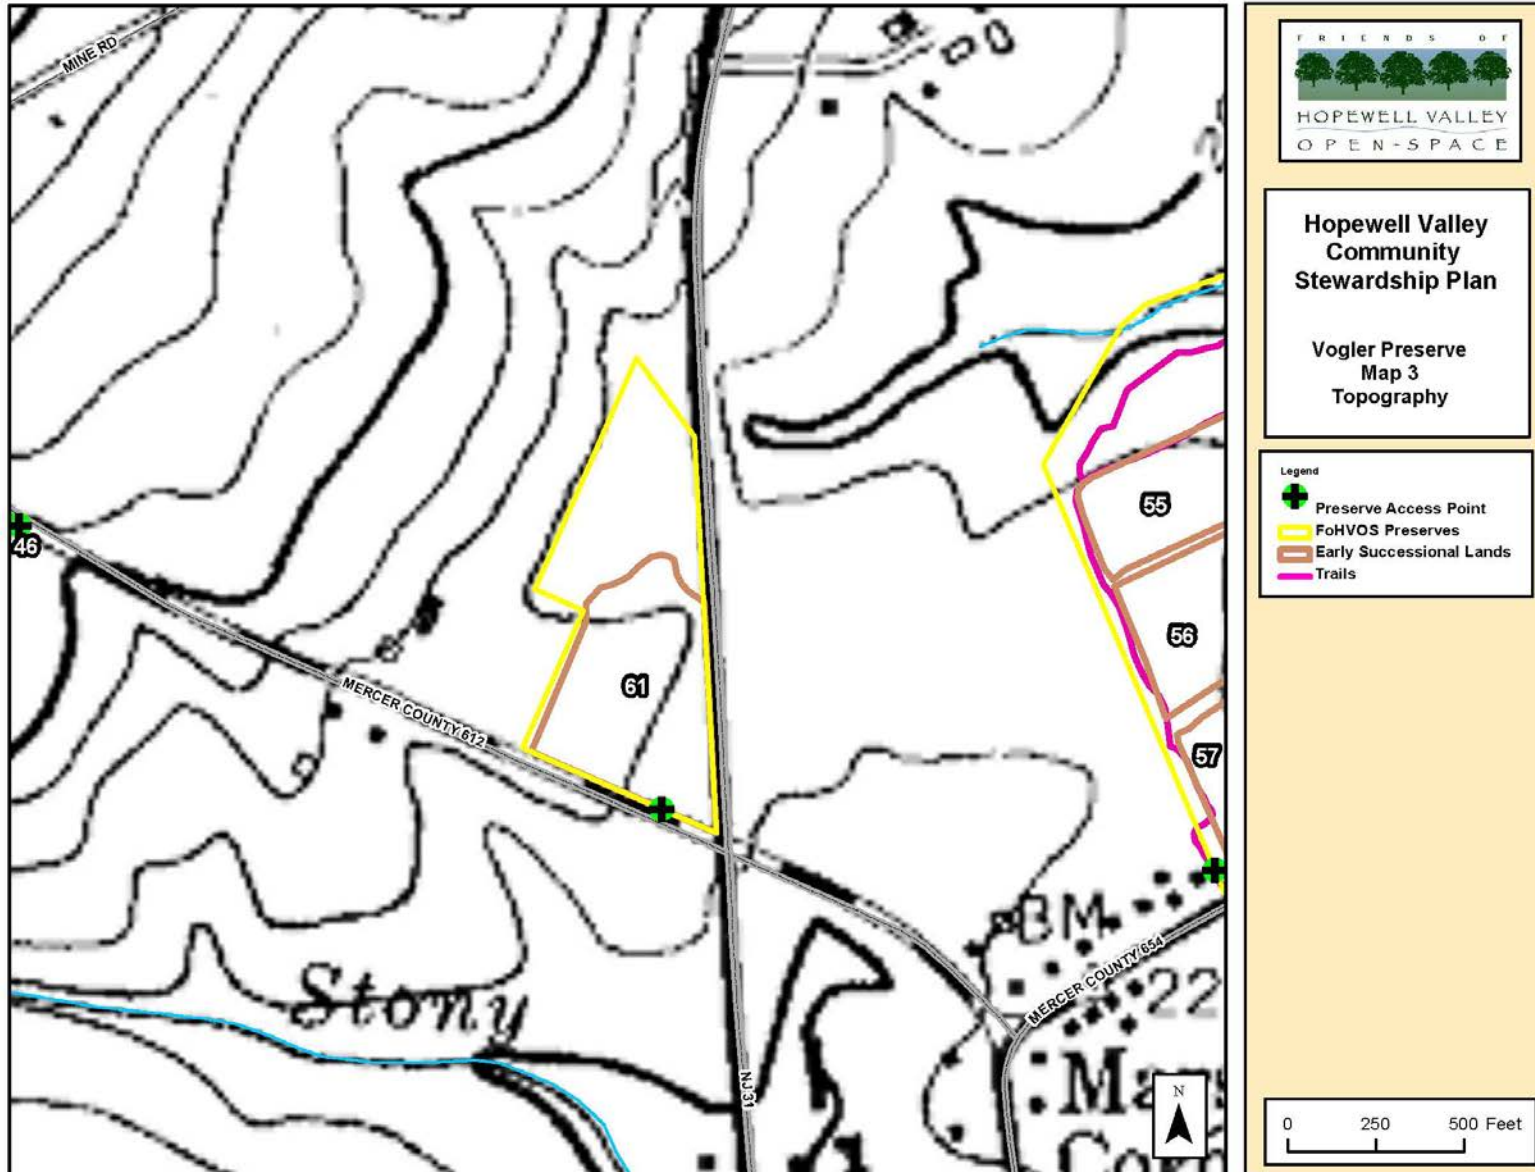 MINE RD
46
MERCER COUNTY 612
61
55
56
57
BM
MERCER COUNTY 654
22
Stony
NJ 31
N
FRIENDS OF
HOPEWELL VALLEY
OPEN-SPACE
Hopewell Valley
Community
Stewardship Plan
Vogler Preserve
Map 3
Topography
Legend
Preserve Access Point
FoHVOS Preserves
Early Successional Lands
Trails
0 250 500 Feet